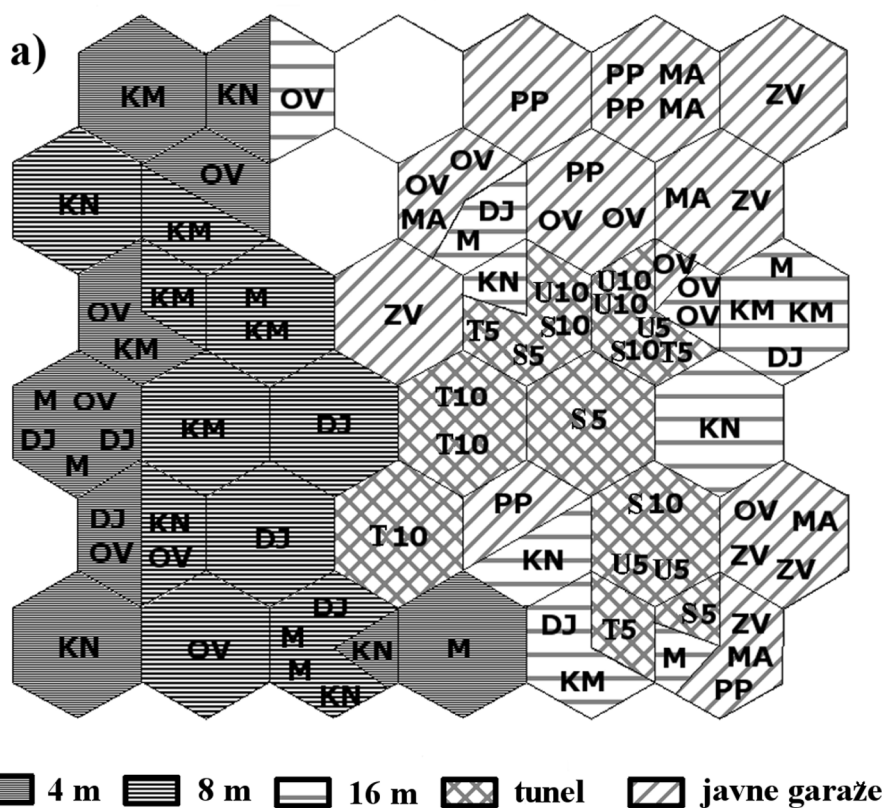 a)
KM KN OV PP PP MA ZV
PP MA
KN OV OV OV PP MA ZV
KM MA DJ M OV OV
OV KM M ZV KN U10 U10 OV M
KM KM T5 S10 U10 OV KM KM
S5 U5 OV
S10 T5 DJ
M OV KM DJ T10 S5 KN
DJ DJ T10
M
DJ KN DJ T10 PP S10 OV MA
OV OV KN U5 U5 ZV ZV
KN OV DJ KN M DJ T5 S5 ZV
M KM M MA
M PP
KN
4 m 8 m 16 m tunel javne garaže